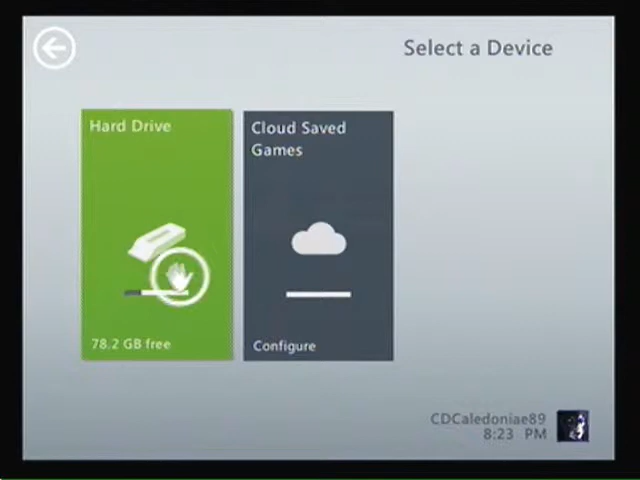 Select a Device
Hard Drive
78.2 GB free
Cloud Saved
Games
Configure
CDCaledoniae89
8:23 PM